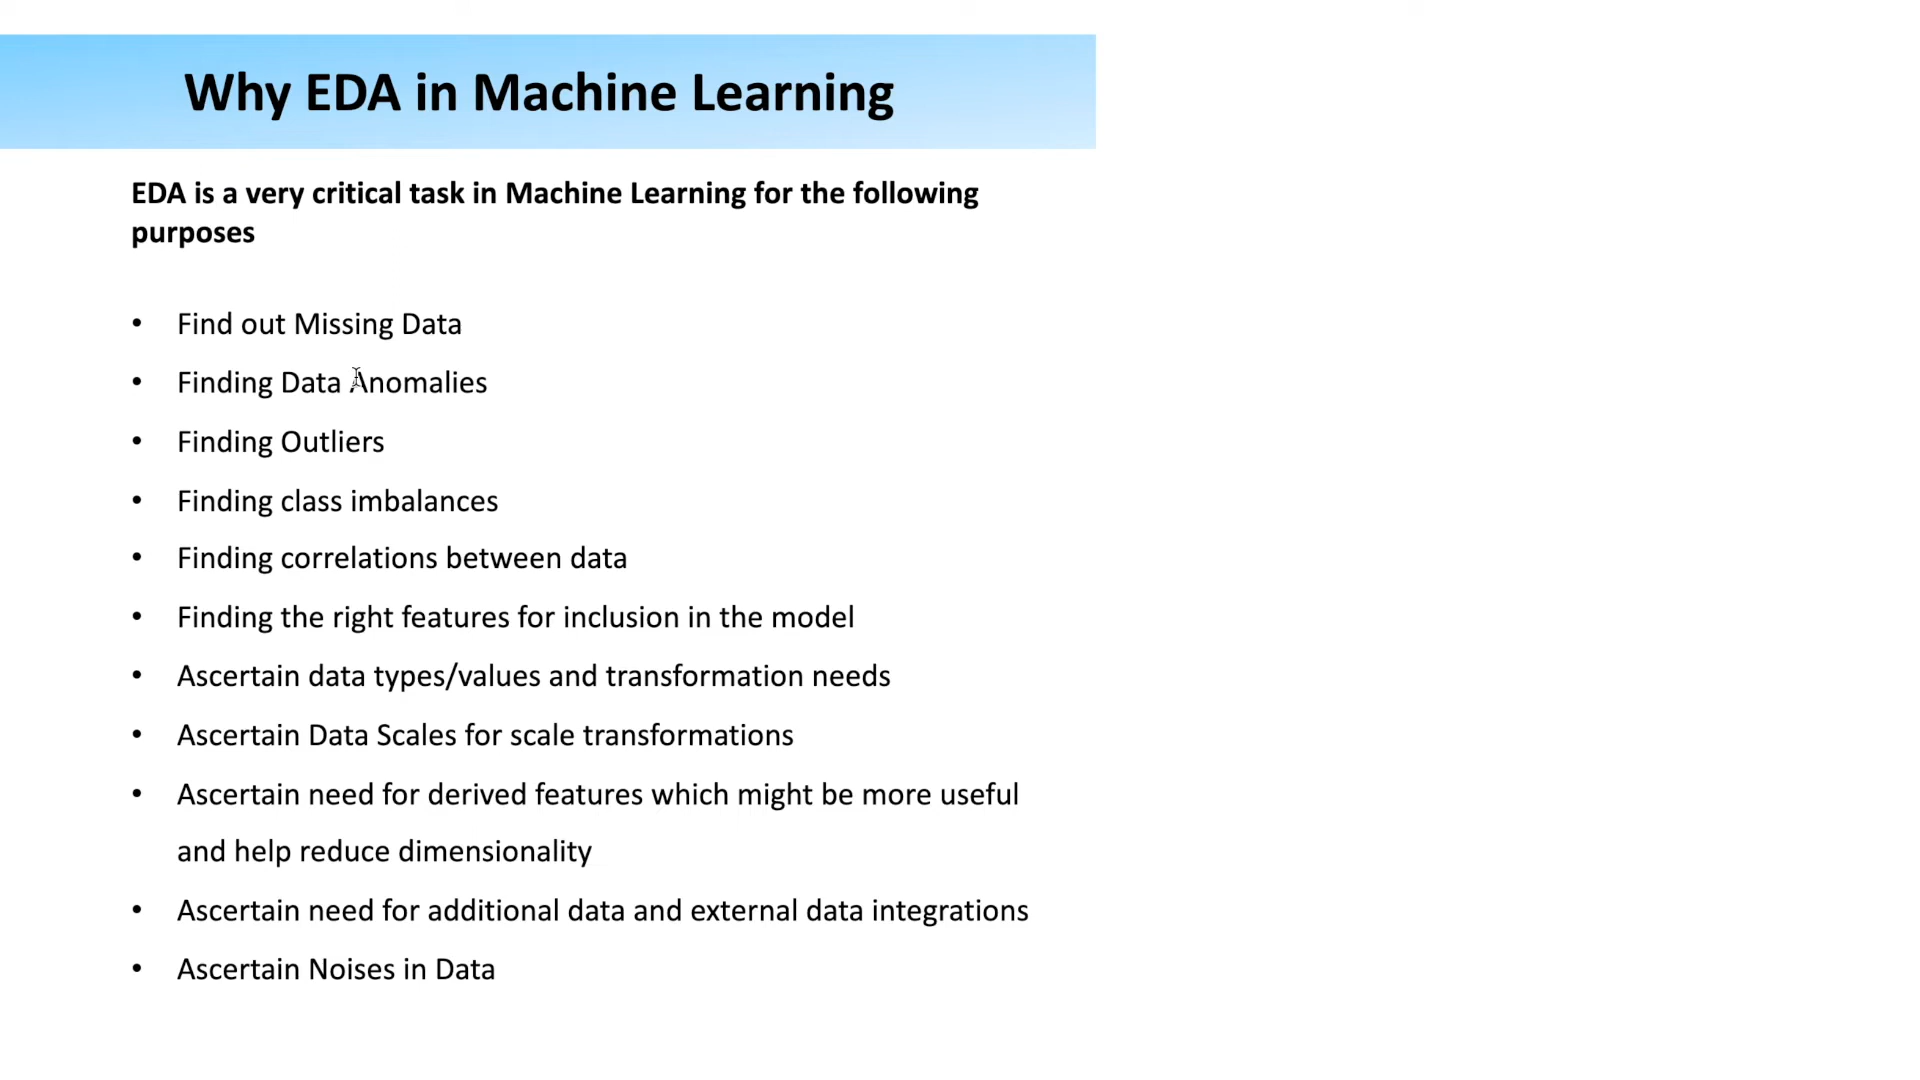 Why EDA in Machine Learning
EDA is a very critical task in Machine Learning for the following
purposes
• Find out Missing Data
• Finding Data Anomalies
• Finding Outliers
• Finding class imbalances
• Finding correlations between data
• Finding the right features for inclusion in the model
• Ascertain data types/values and transformation needs
• Ascertain Data Scales for scale transformations
• Ascertain need for derived features which might be more useful
and help reduce dimensionality
• Ascertain need for additional data and external data integrations
• Ascertain Noises in Data